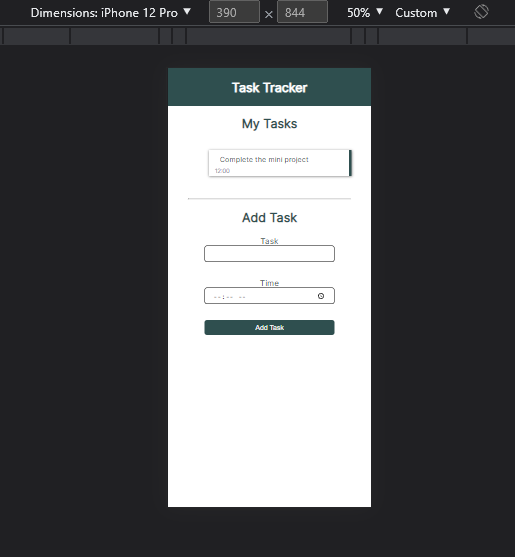 Dimensions: iPhone 12 Pro ▼ 390 × 844 50% ▼ Custom ▼
Task Tracker
My Tasks
Complete the mini project
12:00
Add Task
Task
Time
--:-- --
Add Task